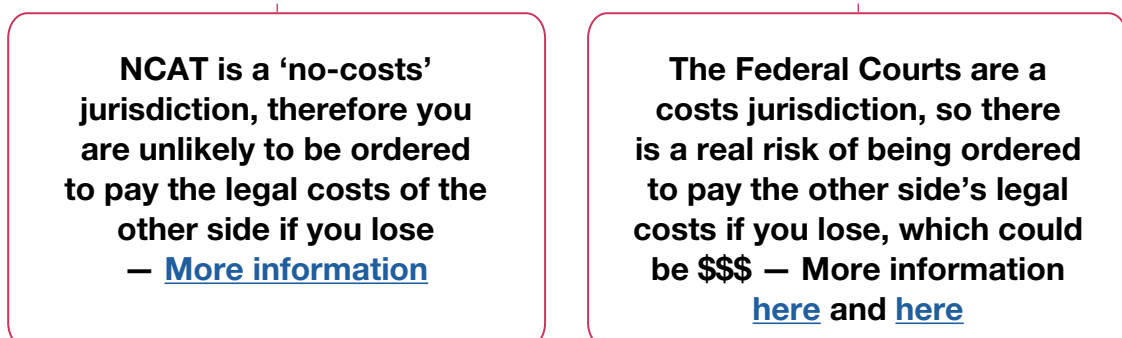 NCAT is a ‘no-costs’
jurisdiction, therefore you
are unlikely to be ordered
to pay the legal costs of the
other side if you lose
— More information
The Federal Courts are a
costs jurisdiction, so there
is a real risk of being ordered
to pay the other side’s legal
costs if you lose, which could
be $$$ — More information
here and here